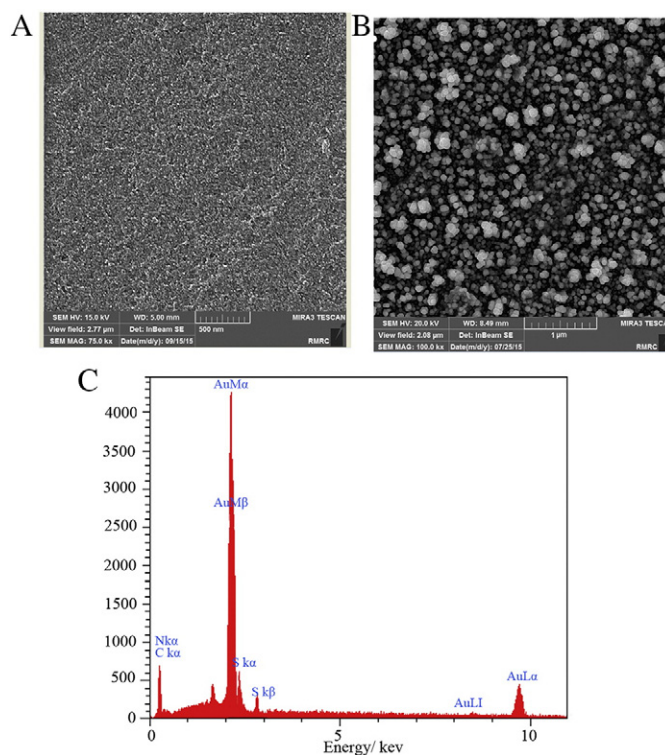 A
B
SEM HV: 15.0 kV WD: 5.00 mm MIRA3 TESCAN
View field: 2.77 µm Det: InBeam SE 500 nm
SEM MAG: 75.0 kx Date(m/d/y): 09/15/15 RMRC
SEM HV: 20.0 kV WD: 8.49 mm MIRA3 TESCAN
View field: 2.08 µm Det: InBeam SE 1 µm
SEM MAG: 100.0 kx Date(m/d/y): 07/25/15 RMRC
C
AuMα
4000
3500
3000
AuMβ
2500
2000
1500
1000
Nkα
C kα
500
S kα
S kβ
AuLI
AuLα
0
0 5 10
Energy/ kev